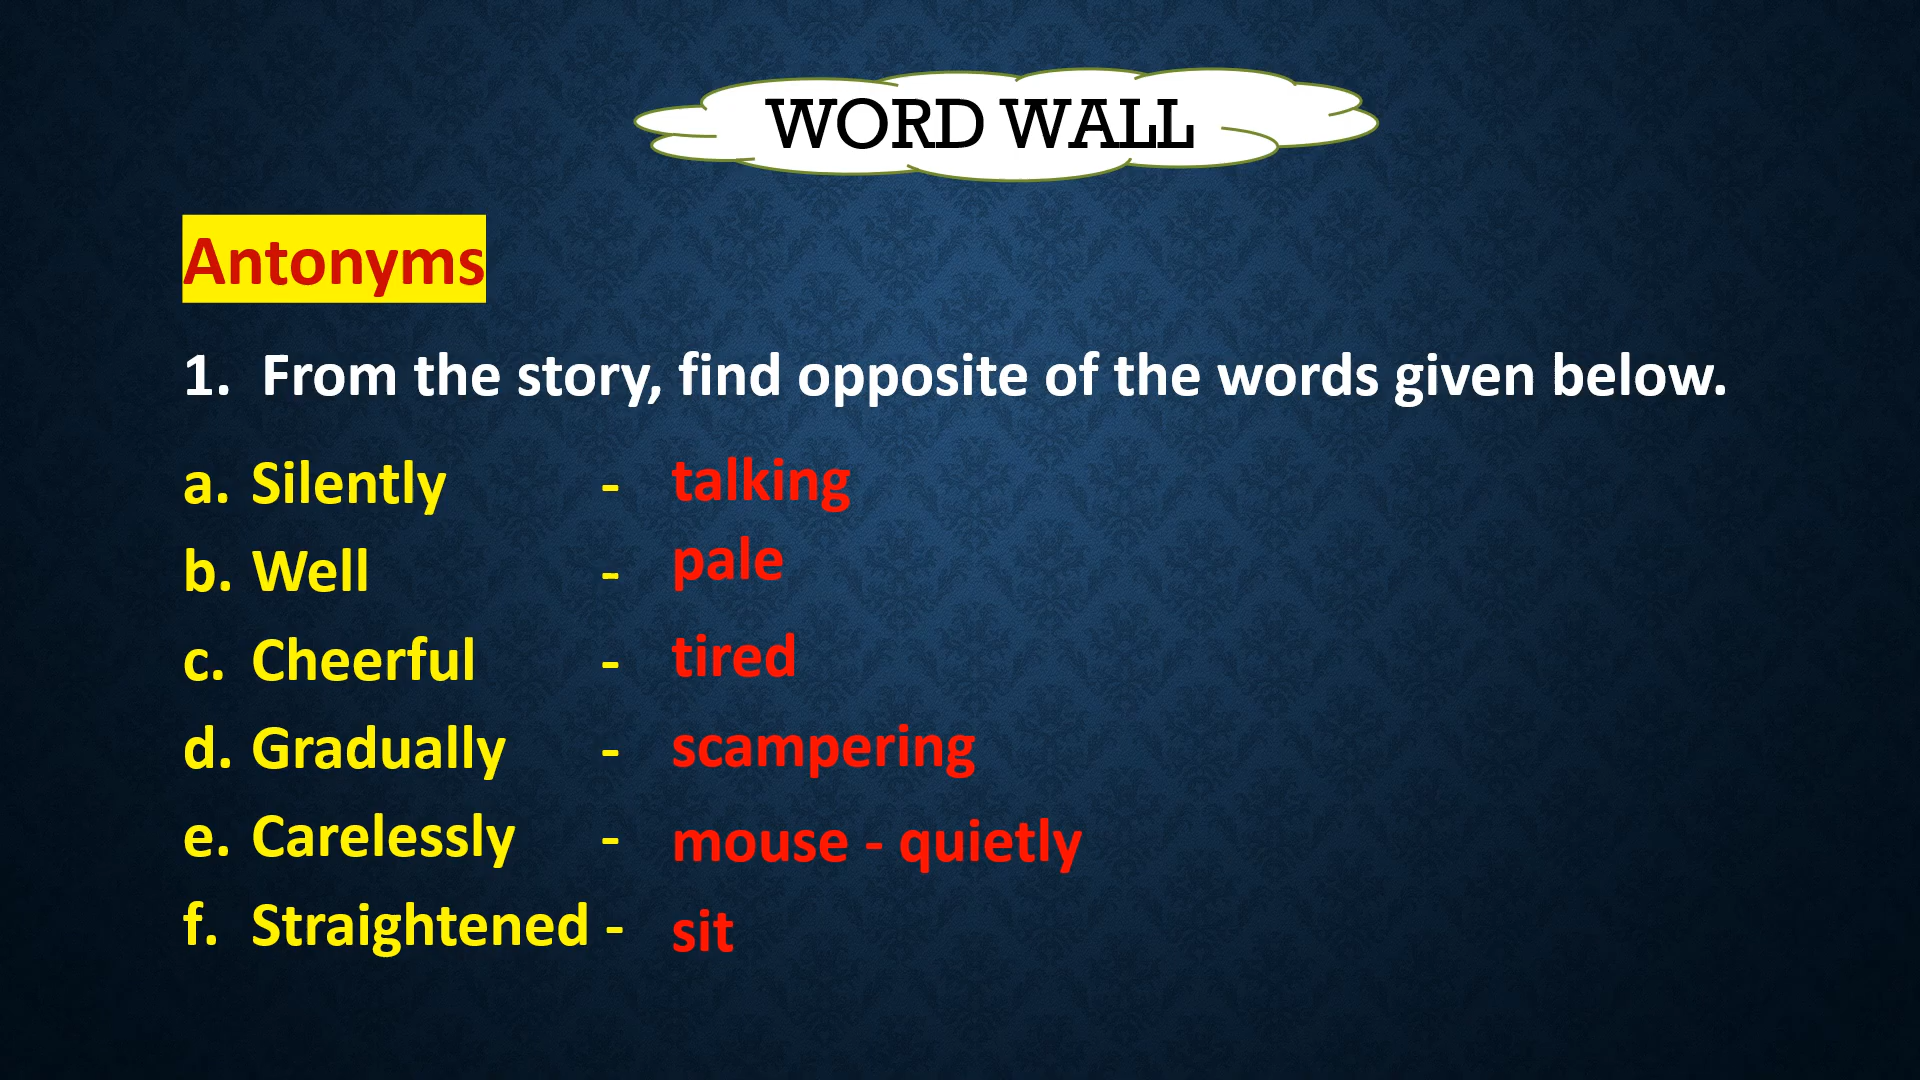 WORD WALL
Antonyms
1. From the story, find opposite of the words given below.
a. Silently - talking
b. Well - pale
c. Cheerful - tired
d. Gradually - scampering
e. Carelessly - mouse - quietly
f. Straightened - sit